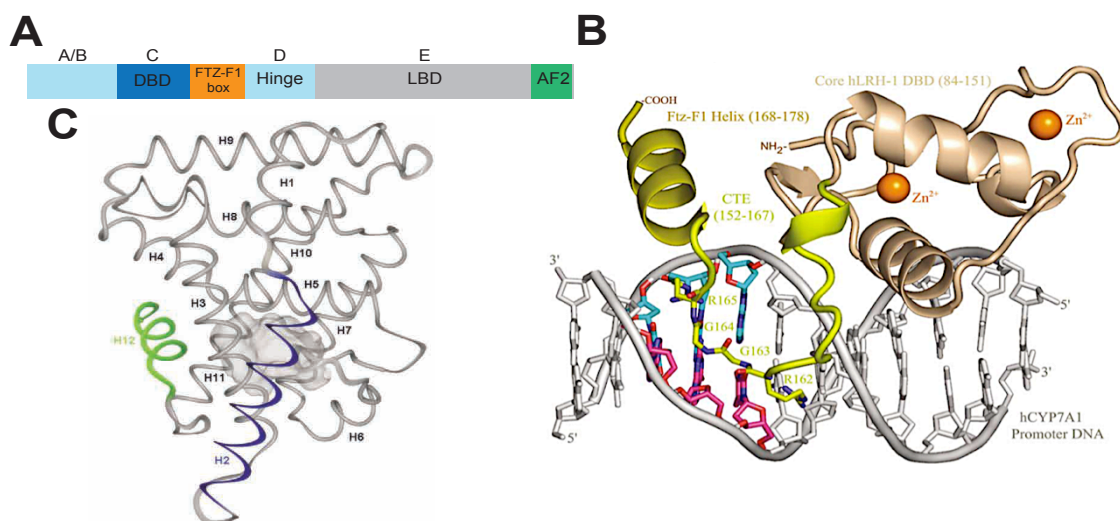 A
A/B C D E
DBD FTZ-F1 box Hinge LBD AF2
B
-COOH
Ftz-F1 Helix (168-178)
Core hLRH-1 DBD (84-151)
Zn²⁺
NH₂-
Zn²⁺
CTE
(152-167)
3'
5'
R165
G164
G163
R162
3'
5'
hCYP7A1
Promoter DNA
C
H9
H1
H8
H4
H10
H3
H5
H12
H7
H11
H6
H2